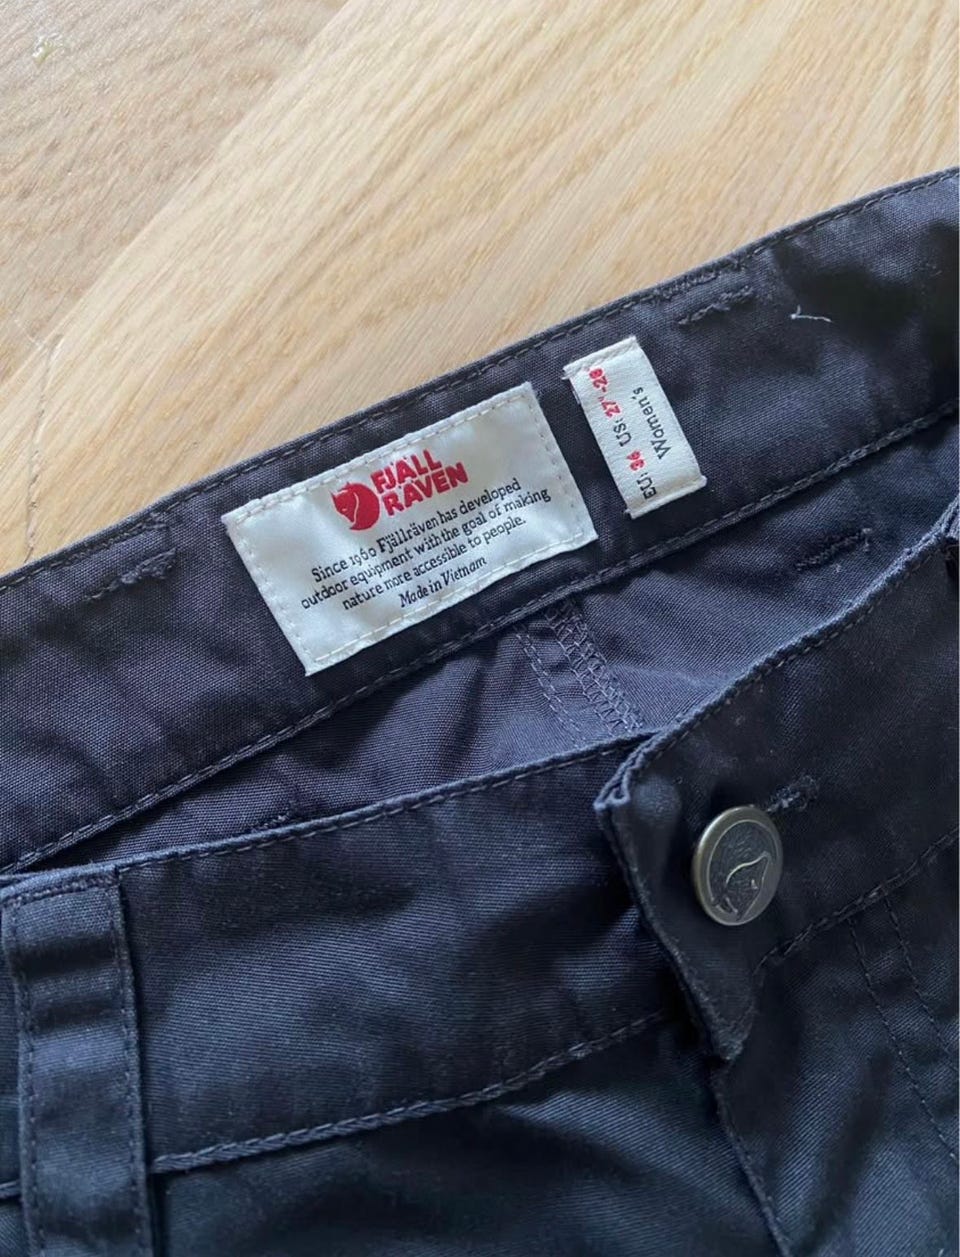 FJÄLL
RÄVEN
Since 1960 Fjällräven has developed
outdoor equipment with the goal of making
nature more accessible to people.
Made in Vietnam
EU: 36 US: 27"-28"
Women's